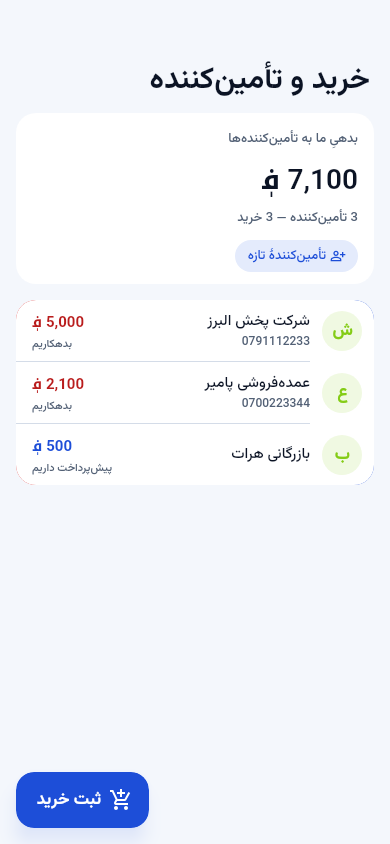 خرید و تأمین‌کننده
بدهیِ ما به تأمین‌کننده‌ها
7,100 ؋
3 تأمین‌کننده — 3 خرید
تأمین‌کنندهٔ تازه
ش
شرکت پخش البرز
0791112233
5,000 ؋
بدهکاریم
ع
عمده‌فروشی پامیر
0700223344
2,100 ؋
بدهکاریم
ب
بازرگانی هرات
500 ؋
پیش‌پرداخت داریم
ثبت خرید